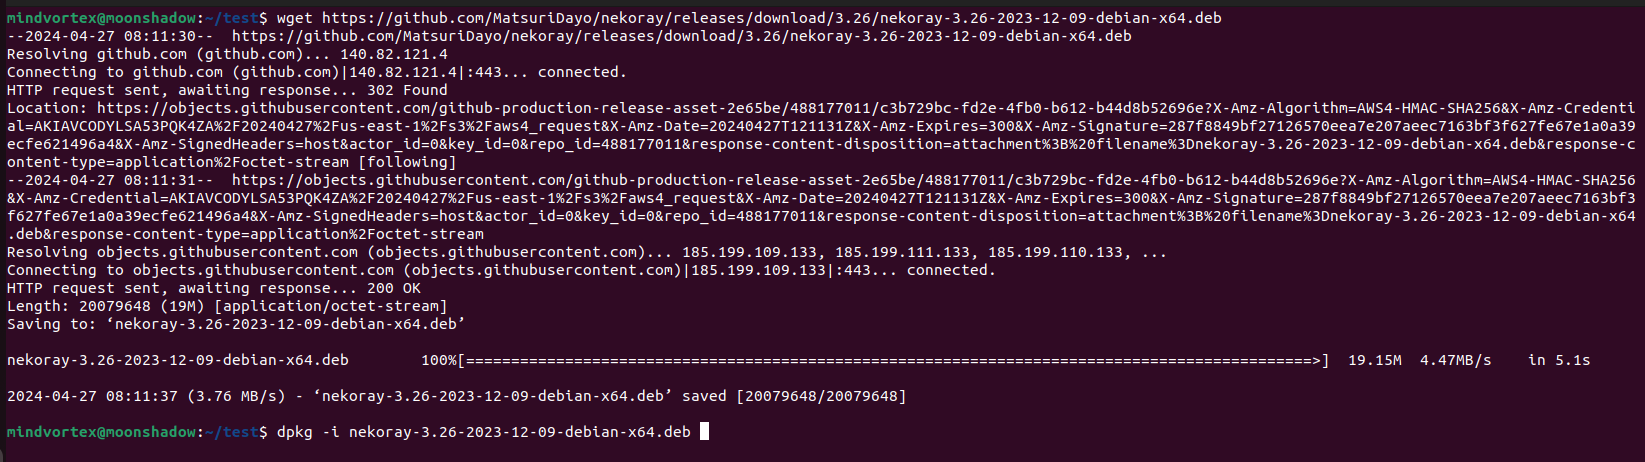 mindvortex@moonshadow:~/test$ wget https://github.com/MatsuriDayo/nekoray/releases/download/3.26/nekoray-3.26-2023-12-09-debian-x64.deb
--2024-04-27 08:11:30--  https://github.com/MatsuriDayo/nekoray/releases/download/3.26/nekoray-3.26-2023-12-09-debian-x64.deb
Resolving github.com (github.com)... 140.82.121.4
Connecting to github.com (github.com)|140.82.121.4|:443... connected.
HTTP request sent, awaiting response... 302 Found
Location: https://objects.githubusercontent.com/github-production-release-asset-2e65be/488177011/c3b729bc-fd2e-4fb0-b612-b44d8b52696e?X-Amz-Algorithm=AWS4-HMAC-SHA256&X-Amz-Credenti
al=AKIAVCODYLSA53PQK4ZA%2F20240427%2Fus-east-1%2Fs3%2Faws4_request&X-Amz-Date=20240427T121131Z&X-Amz-Expires=300&X-Amz-Signature=287f8849bf27126570eea7e207aeec7163bf3f627fe67e1a0a39
ecfe621496a4&X-Amz-SignedHeaders=host&actor_id=0&key_id=0&repo_id=488177011&response-content-disposition=attachment%3B%20filename%3Dnekoray-3.26-2023-12-09-debian-x64.deb&response-c
ontent-type=application%2Foctet-stream [following]
--2024-04-27 08:11:31--  https://objects.githubusercontent.com/github-production-release-asset-2e65be/488177011/c3b729bc-fd2e-4fb0-b612-b44d8b52696e?X-Amz-Algorithm=AWS4-HMAC-SHA256
&X-Amz-Credential=AKIAVCODYLSA53PQK4ZA%2F20240427%2Fus-east-1%2Fs3%2Faws4_request&X-Amz-Date=20240427T121131Z&X-Amz-Expires=300&X-Amz-Signature=287f8849bf27126570eea7e207aeec7163bf3
f627fe67e1a0a39ecfe621496a4&X-Amz-SignedHeaders=host&actor_id=0&key_id=0&repo_id=488177011&response-content-disposition=attachment%3B%20filename%3Dnekoray-3.26-2023-12-09-debian-x64
.deb&response-content-type=application%2Foctet-stream
Resolving objects.githubusercontent.com (objects.githubusercontent.com)... 185.199.109.133, 185.199.111.133, 185.199.110.133, ...
Connecting to objects.githubusercontent.com (objects.githubusercontent.com)|185.199.109.133|:443... connected.
HTTP request sent, awaiting response... 200 OK
Length: 20079648 (19M) [application/octet-stream]
Saving to: ‘nekoray-3.26-2023-12-09-debian-x64.deb’
nekoray-3.26-2023-12-09-debian-x64.deb        100%[==============================================================================================>]  19.15M  4.47MB/s    in 5.1s
2024-04-27 08:11:37 (3.76 MB/s) - ‘nekoray-3.26-2023-12-09-debian-x64.deb’ saved [20079648/20079648]
mindvortex@moonshadow:~/test$ dpkg -i nekoray-3.26-2023-12-09-debian-x64.deb